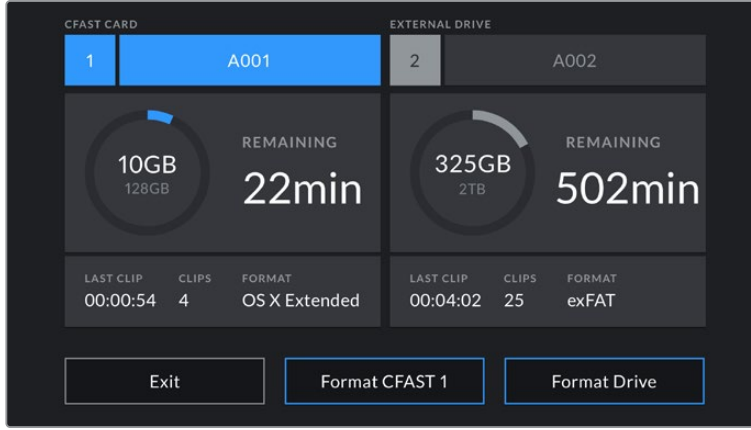 CFAST CARD
1 A001
10GB
128GB
REMAINING
22min
LAST CLIP CLIPS FORMAT
00:00:54 4 OS X Extended
EXTERNAL DRIVE
2 A002
325GB
2TB
REMAINING
502min
LAST CLIP CLIPS FORMAT
00:04:02 25 exFAT
Exit Format CFAST 1 Format Drive